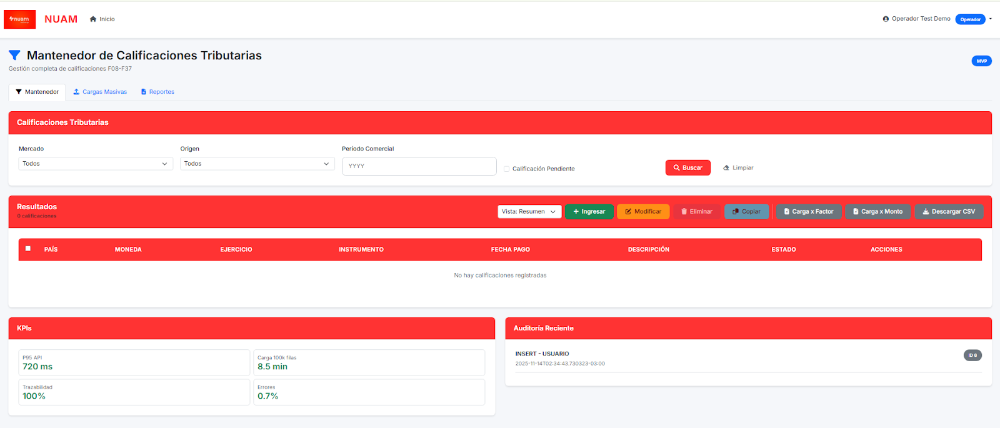 nuam
NUAM
Inicio
Operador Test Demo
Operador
Mantenedor de Calificaciones Tributarias
Gestión completa de calificaciones F08-F37
MVP
Mantenedor
Cargas Masivas
Reportes
Calificaciones Tributarias
Mercado
Origen
Período Comercial
Todos
Todos
YYYY
Calificación Pendiente
Buscar
Limpiar
Resultados
0 calificaciones
Vista: Resumen
Ingresar
Modificar
Eliminar
Copiar
Carga x Factor
Carga x Monto
Descargar CSV
PAÍS
MONEDA
EJERCICIO
INSTRUMENTO
FECHA PAGO
DESCRIPCIÓN
ESTADO
ACCIONES
No hay calificaciones registradas
KPIs
P95 API
720 ms
Carga 100k filas
8.5 min
Trazabilidad
100%
Errores
0.7%
Auditoría Reciente
INSERT - USUARIO
2025-11-14T02:34:43.730323-03:00
ID 6